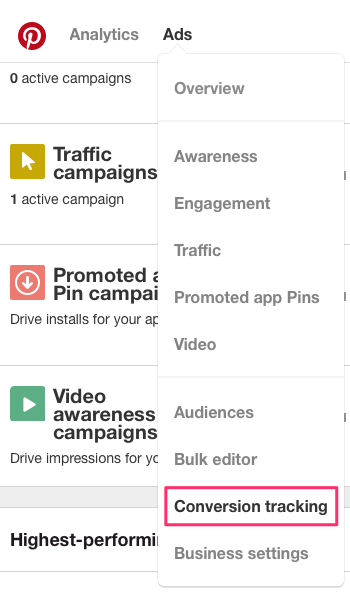 Analytics
Ads
0 active campaigns
Overview
Traffic
campaigns
Awareness
1 active campaign
Engagement
Traffic
Promoted a
Pin campai
Promoted app Pins
Drive installs for your ap
Video
Video
awareness
campaigns
Audiences
Drive impressions for yo
Bulk editor
Conversion tracking
Highest-performi
Business settings